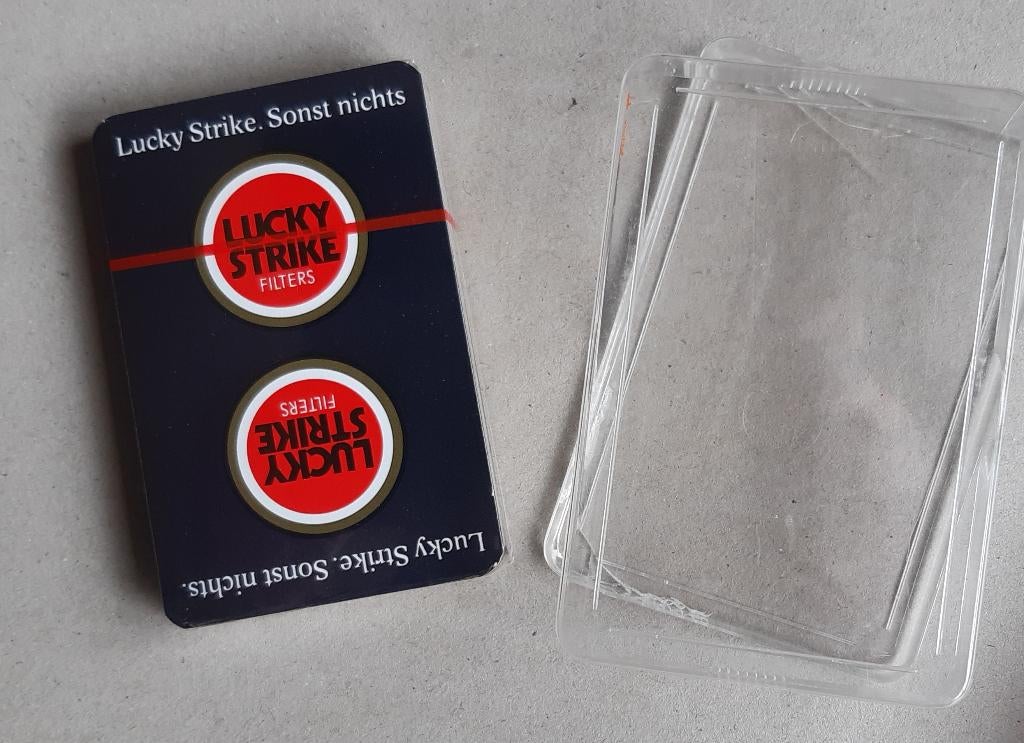 Lucky Strike. Sonst nichts
LUCKY
STRIKE
FILTERS
LUCKY
STRIKE
FILTERS
Lucky Strike. Sonst nichts.